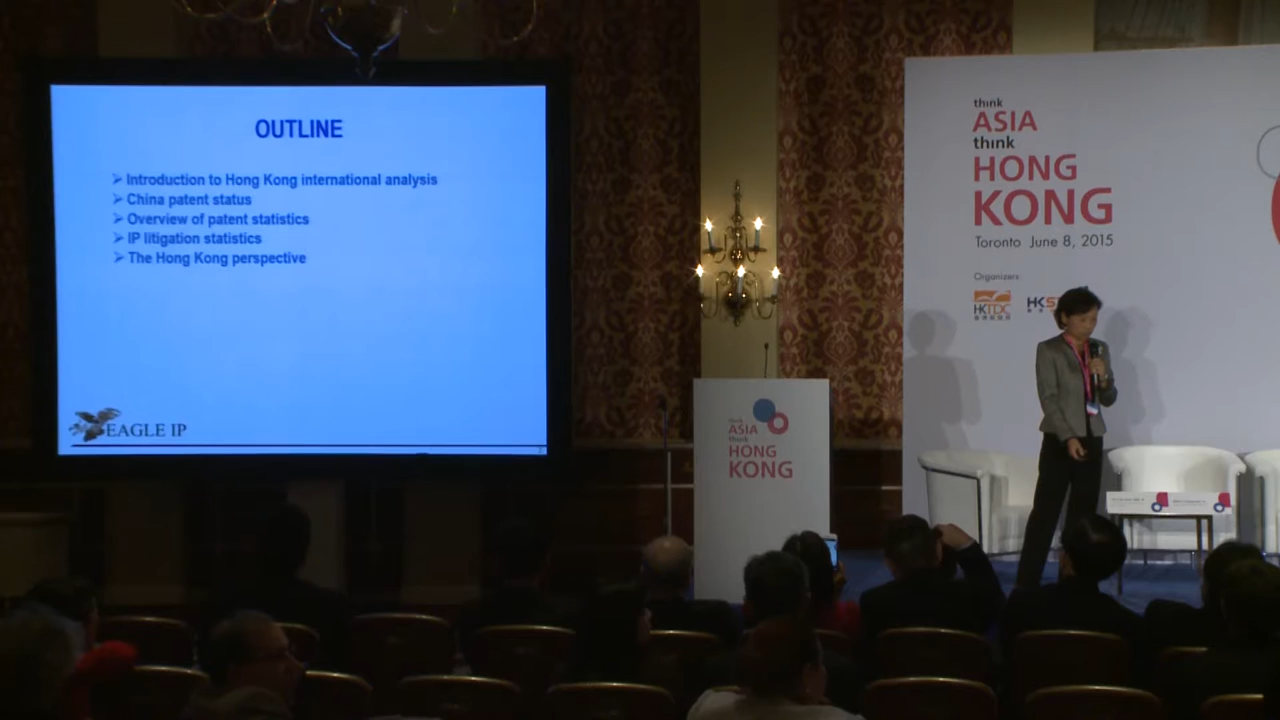 OUTLINE
➢ Introduction to Hong Kong international analysis
➢ China patent status
➢ Overview of patent statistics
➢ IP litigation statistics
➢ The Hong Kong perspective
EAGLE IP
think
ASIA
think
HONG
KONG
Toronto June 8, 2015
Organizers
HKTDC
HKS
think
ASIA
think
HONG
KONG